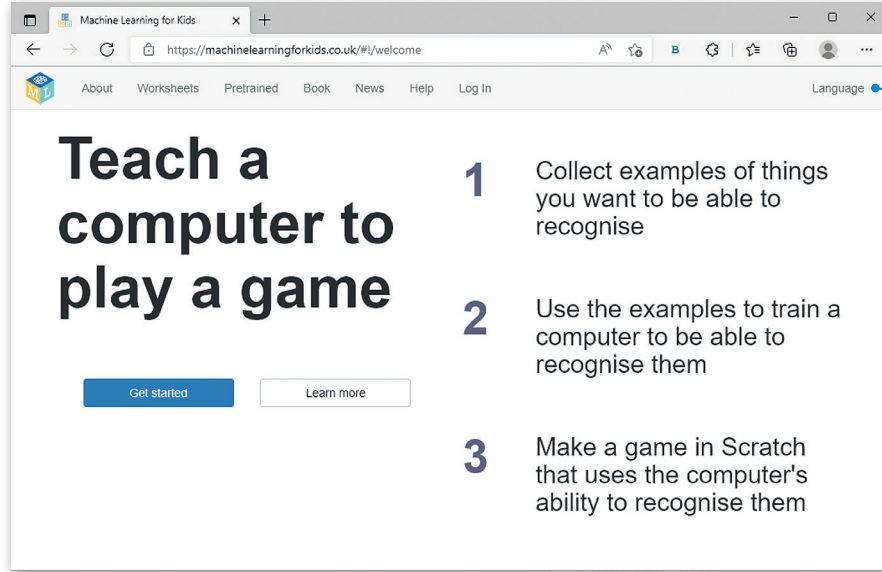 Machine Learning for Kids
https://machinelearningforkids.co.uk/#!/welcome
B
ML
About Worksheets Pretrained Book News Help Log In Language
Teach a
computer to
play a game
Get started Learn more
1
Collect examples of things
you want to be able to
recognise
2
Use the examples to train a
computer to be able to
recognise them
3
Make a game in Scratch
that uses the computer's
ability to recognise them